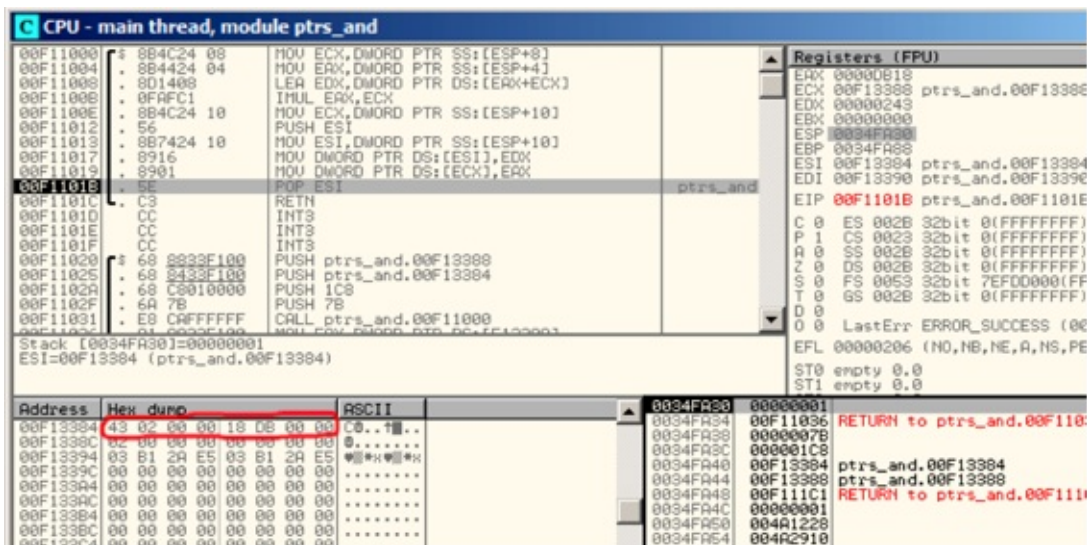 CPU - main thread, module ptrs_and
00F11000 $ 8B4C24 08 MOV ECX,DWORD PTR SS:[ESP+8]
00F11004 . 8B4424 04 MOV EAX,DWORD PTR SS:[ESP+4]
00F11008 . 8D1408 LEA EDX,DWORD PTR DS:[EAX+ECX]
00F1100B . 0FAFC1 IMUL EAX,ECX
00F1100E . 8B4C24 10 MOV ECX,DWORD PTR SS:[ESP+10]
00F11012 . 56 PUSH ESI
00F11013 . 8B7424 10 MOV ESI,DWORD PTR SS:[ESP+10]
00F11017 . 8916 MOV DWORD PTR DS:[ESI],EDX
00F11019 . 8901 MOV DWORD PTR DS:[ECX],EAX
00F1101B . 5E POP ESI ptrs_and
00F1101C . C3 RETN
00F1101D CC INT3
00F1101E CC INT3
00F1101F CC INT3
00F11020 $ 68 8833F100 PUSH ptrs_and.00F13388
00F11025 . 68 8433F100 PUSH ptrs_and.00F13384
00F1102A . 68 C8010000 PUSH 1C8
00F1102F . 6A 7B PUSH 7B
00F11031 . E8 CAFFFFFF CALL ptrs_and.00F11000
Stack [0034FA30]=00000001
ESI=00F13384 (ptrs_and.00F13384)
Registers (FPU)
EAX 0000DB18
ECX 00F13388 ptrs_and.00F13388
EDX 00000243
EBX 00000000
ESP 0034FA30
EBP 0034FA88
ESI 00F13384 ptrs_and.00F13384
EDI 00F13390 ptrs_and.00F13390
EIP 00F1101B ptrs_and.00F1101B
C 0 ES 002B 32bit 0(FFFFFFFF)
P 1 CS 0023 32bit 0(FFFFFFFF)
A 0 SS 002B 32bit 0(FFFFFFFF)
Z 0 DS 002B 32bit 0(FFFFFFFF)
S 0 FS 0053 32bit 7EFDD000(FF
T 0 GS 002B 32bit 0(FFFFFFFF)
D 0
O 0 LastErr ERROR_SUCCESS (00
EFL 00000206 (NO,NB,NE,A,NS,PE
ST0 empty 0.0
ST1 empty 0.0
Address Hex dump ASCII
00F13384 43 02 00 00 18 DB 00 00
00F1338C 02 00 00 00 00 00 00 00
00F13394 03 B1 2A E5 03 B1 2A E5
00F1339C 00 00 00 00 00 00 00 00 ........
00F133A4 00 00 00 00 00 00 00 00 ........
00F133AC 00 00 00 00 00 00 00 00 ........
00F133B4 00 00 00 00 00 00 00 00 ........
00F133BC 00 00 00 00 00 00 00 00 ........
0034FA30 00000001
0034FA34 00F11036 RETURN to ptrs_and.00F110
0034FA38 0000007B
0034FA3C 000001C8
0034FA40 00F13384 ptrs_and.00F13384
0034FA44 00F13388 ptrs_and.00F13388
0034FA48 00F111C1 RETURN to ptrs_and.00F111
0034FA4C 00000001
0034FA50 004A1228
0034FA54 004A2910